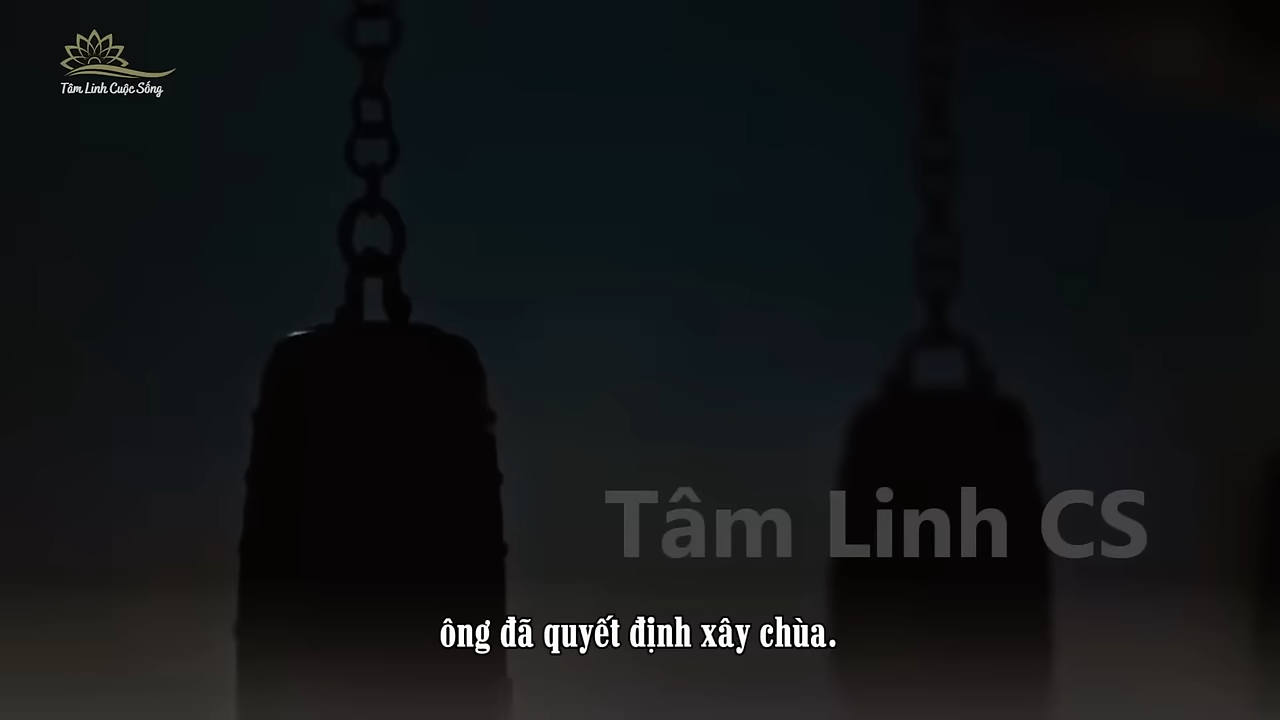 Tâm Linh Cuộc Sống
Tâm Linh CS
ông đã quyết định xây chùa.